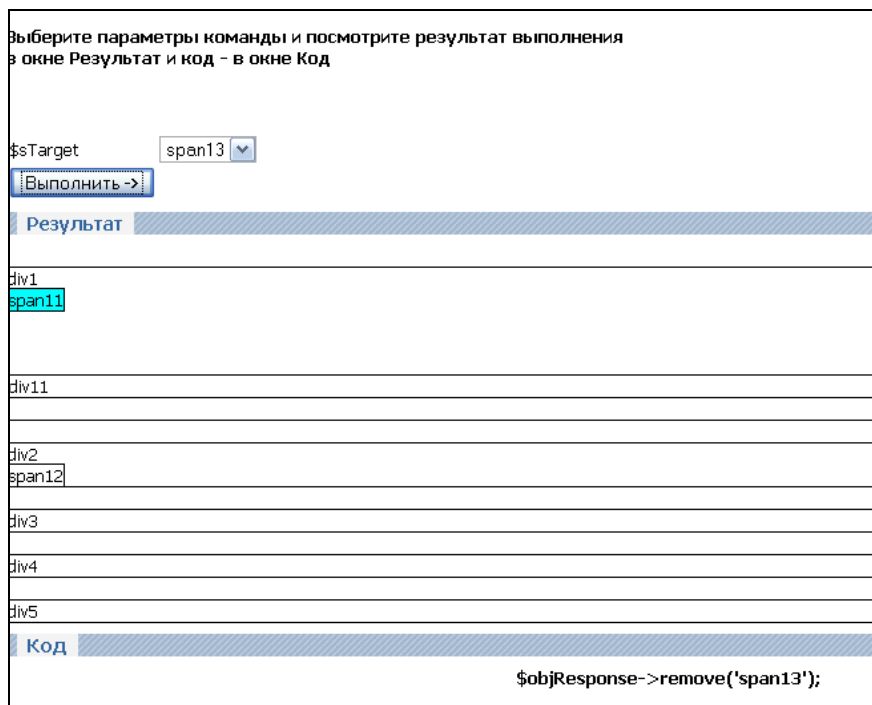 Выберите параметры команды и посмотрите результат выполнения
в окне Результат и код - в окне Код
$sTarget span13
Выполнить ->
Результат
div1
span11
div11
div2
span12
div3
div4
div5
Код
$objResponse->remove('span13');